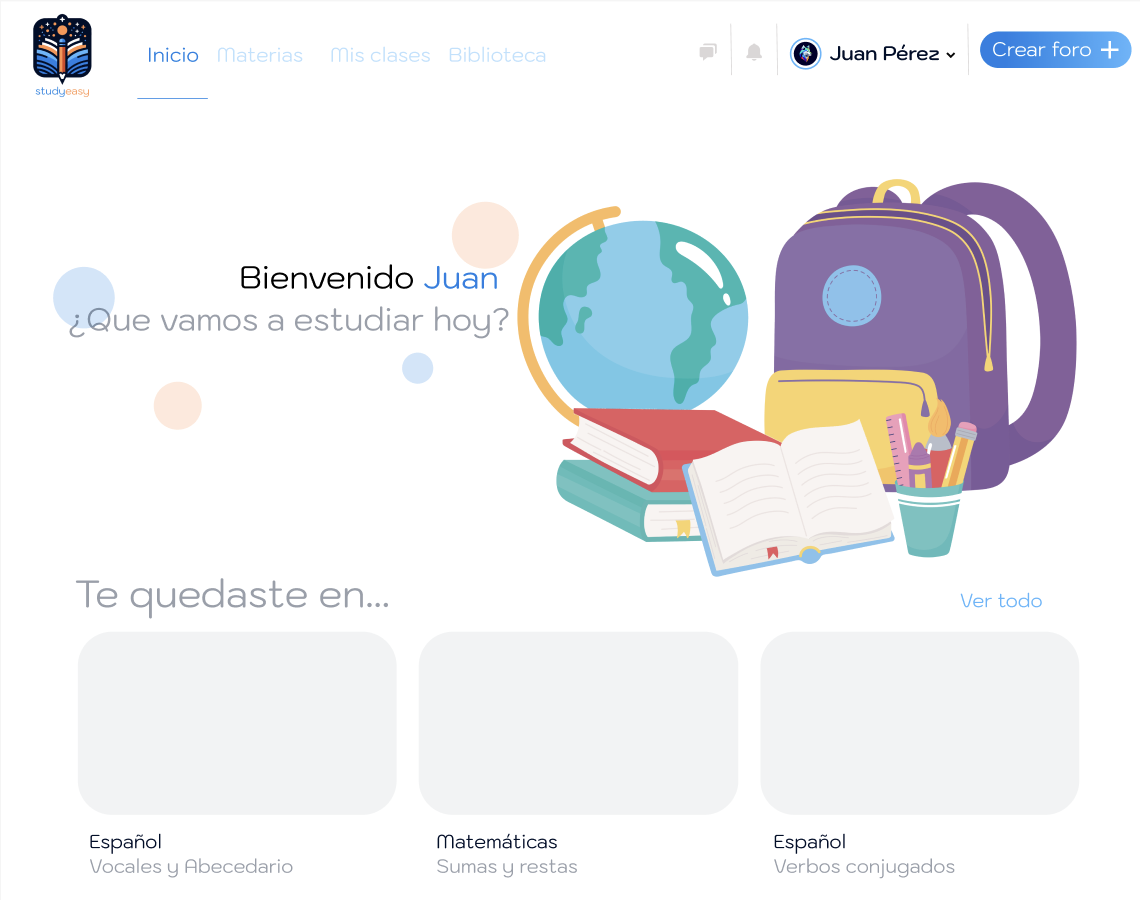 studyeasy
Inicio Materias Mis clases Biblioteca
Juan Pérez
Crear foro +
Bienvenido Juan
¿Que vamos a estudiar hoy?
Te quedaste en...
Ver todo
Español
Vocales y Abecedario
Matemáticas
Sumas y restas
Español
Verbos conjugados